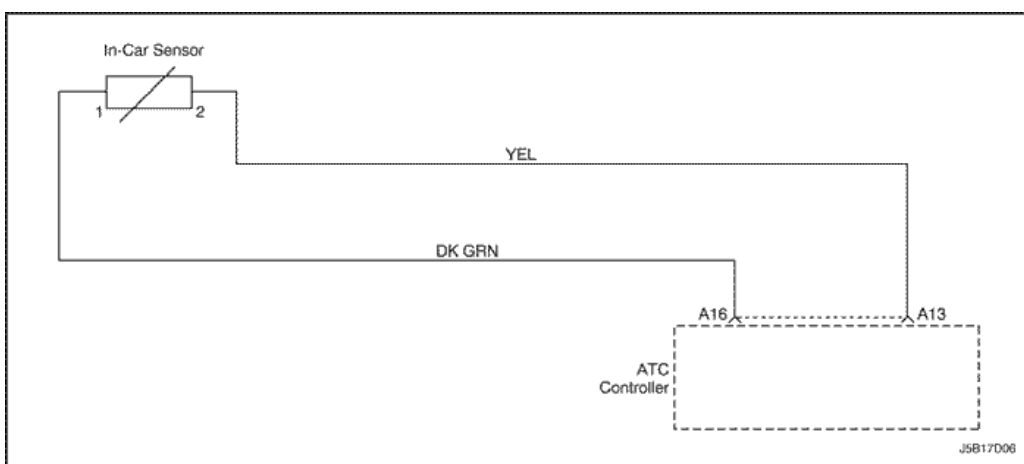 In-Car Sensor
1
2
YEL
DK GRN
A16
A13
ATC
Controller
J5B17D06